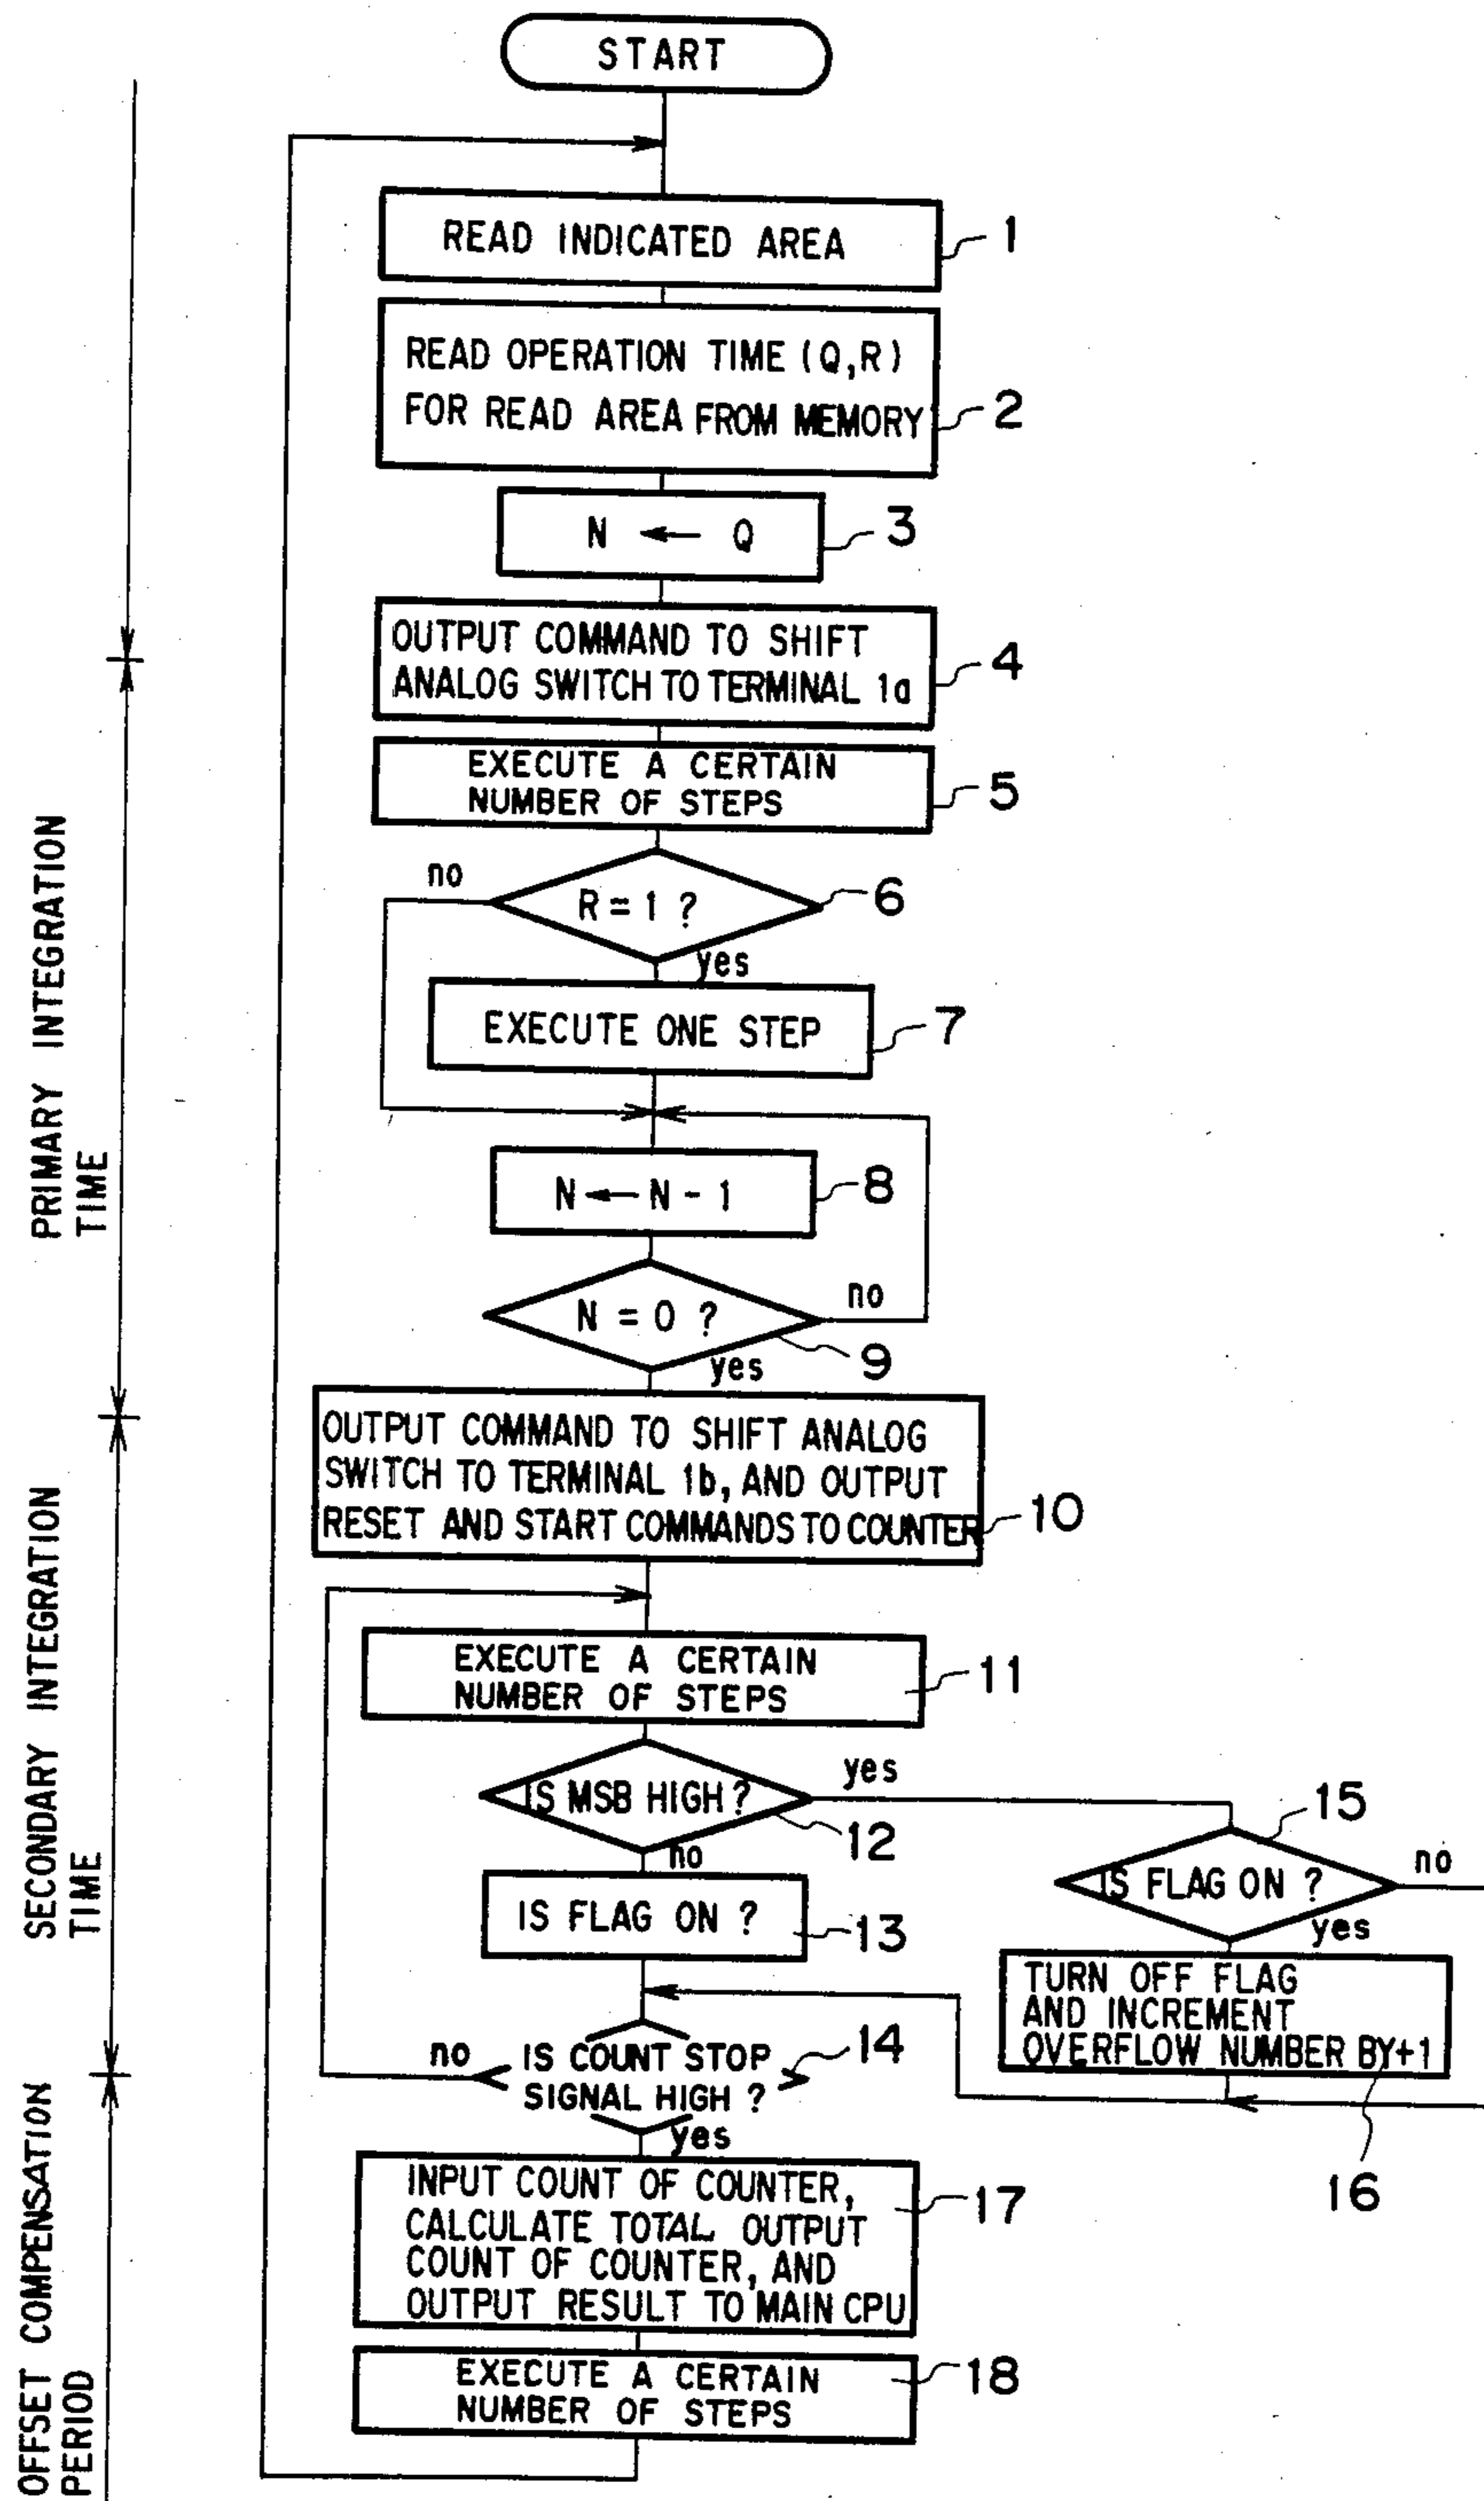 START
READ INDICATED AREA
1
READ OPERATION TIME (Q,R)
FOR READ AREA FROM MEMORY
2
N ← Q
3
OUTPUT COMMAND TO SHIFT
ANALOG SWITCH TO TERMINAL 1a
4
EXECUTE A CERTAIN
NUMBER OF STEPS
5
no
R = 1 ?
6
yes
EXECUTE ONE STEP
7
N ← N - 1
8
N = 0 ?
no
9
yes
OUTPUT COMMAND TO SHIFT ANALOG
SWITCH TO TERMINAL 1b, AND OUTPUT
RESET AND START COMMANDS TO COUNTER
10
EXECUTE A CERTAIN
NUMBER OF STEPS
11
IS MSB HIGH ?
yes
12
no
IS FLAG ON ?
13
15
IS FLAG ON ?
no
yes
TURN OFF FLAG
AND INCREMENT
OVERFLOW NUMBER BY+1
16
no
IS COUNT STOP
SIGNAL HIGH ?
14
yes
INPUT COUNT OF COUNTER,
CALCULATE TOTAL OUTPUT
COUNT OF COUNTER, AND
OUTPUT RESULT TO MAIN CPU
17
EXECUTE A CERTAIN
NUMBER OF STEPS
18
PRIMARY INTEGRATION
TIME
SECONDARY INTEGRATION
TIME
OFFSET COMPENSATION
PERIOD